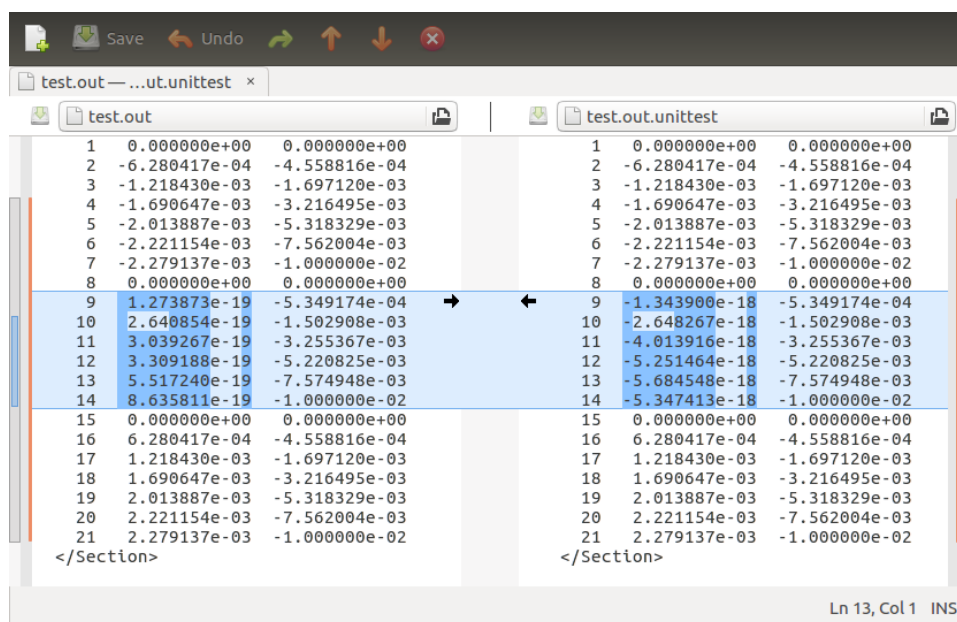 Save Undo
test.out — …ut.unittest ×
test.out
test.out.unittest
1 0.000000e+00 0.000000e+00
2 -6.280417e-04 -4.558816e-04
3 -1.218430e-03 -1.697120e-03
4 -1.690647e-03 -3.216495e-03
5 -2.013887e-03 -5.318329e-03
6 -2.221154e-03 -7.562004e-03
7 -2.279137e-03 -1.000000e-02
8 0.000000e+00 0.000000e+00
9 1.273873e-19 -5.349174e-04
10 2.640854e-19 -1.502908e-03
11 3.039267e-19 -3.255367e-03
12 3.309188e-19 -5.220825e-03
13 5.517240e-19 -7.574948e-03
14 8.635811e-19 -1.000000e-02
15 0.000000e+00 0.000000e+00
16 6.280417e-04 -4.558816e-04
17 1.218430e-03 -1.697120e-03
18 1.690647e-03 -3.216495e-03
19 2.013887e-03 -5.318329e-03
20 2.221154e-03 -7.562004e-03
21 2.279137e-03 -1.000000e-02
</Section>
1 0.000000e+00 0.000000e+00
2 -6.280417e-04 -4.558816e-04
3 -1.218430e-03 -1.697120e-03
4 -1.690647e-03 -3.216495e-03
5 -2.013887e-03 -5.318329e-03
6 -2.221154e-03 -7.562004e-03
7 -2.279137e-03 -1.000000e-02
8 0.000000e+00 0.000000e+00
9 -1.343900e-18 -5.349174e-04
10 -2.648267e-18 -1.502908e-03
11 -4.013916e-18 -3.255367e-03
12 -5.251464e-18 -5.220825e-03
13 -5.684548e-18 -7.574948e-03
14 -5.347413e-18 -1.000000e-02
15 0.000000e+00 0.000000e+00
16 6.280417e-04 -4.558816e-04
17 1.218430e-03 -1.697120e-03
18 1.690647e-03 -3.216495e-03
19 2.013887e-03 -5.318329e-03
20 2.221154e-03 -7.562004e-03
21 2.279137e-03 -1.000000e-02
</Section>
Ln 13, Col 1 INS